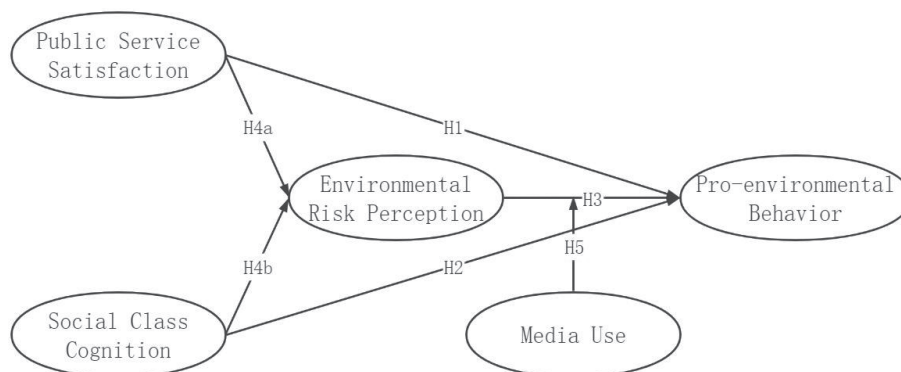 Public Service
Satisfaction
H4a
H1
Environmental
Risk Perception
H3
Pro-environmental
Behavior
H4b
H2
H5
Social Class
Cognition
Media Use